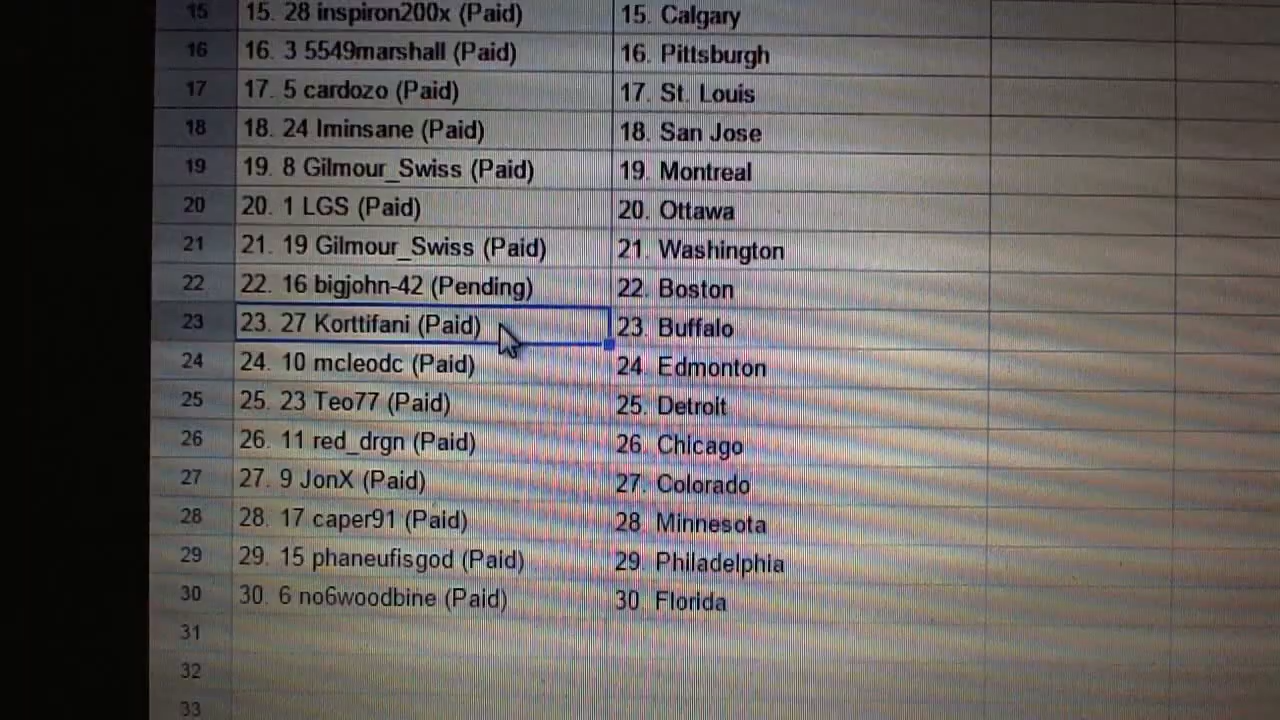 15 15. 28 inspiron200x (Paid) 15. Calgary
16 16. 3 5549marshall (Paid) 16. Pittsburgh
17 17. 5 cardozo (Paid) 17. St. Louis
18 18. 24 Iminsane (Paid) 18. San Jose
19 19. 8 Gilmour_Swiss (Paid) 19. Montreal
20 20. 1 LGS (Paid) 20. Ottawa
21 21. 19 Gilmour_Swiss (Paid) 21. Washington
22 22. 16 bigjohn-42 (Pending) 22. Boston
23 23. 27 Korttifani (Paid) 23. Buffalo
24 24. 10 mcleodc (Paid) 24. Edmonton
25 25. 23 Teo77 (Paid) 25. Detroit
26 26. 11 red_drgn (Paid) 26. Chicago
27 27. 9 JonX (Paid) 27. Colorado
28 28. 17 caper91 (Paid) 28. Minnesota
29 29. 15 phaneufisgod (Paid) 29. Philadelphia
30 30. 6 no6woodbine (Paid) 30. Florida
31
32
33